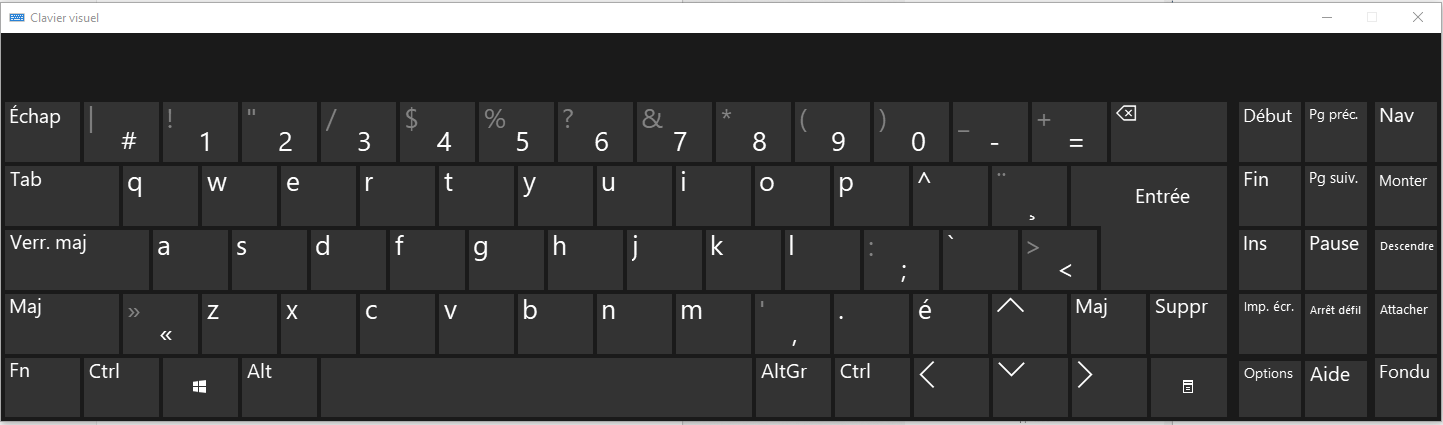 Clavier visuel
Échap | # ! 1 " 2 / 3 $ 4 % 5 ? 6 & 7 * 8 ( 9 ) 0 _ - + = Début Pg préc. Nav
Tab q w e r t y u i o p ^ ¨ ¸ Entrée Fin Pg suiv. Monter
Verr. maj a s d f g h j k l : ; ` > < Ins Pause Descendre
Maj » « z x c v b n m ' , . é Maj Suppr Imp. écr. Arrêt défil Attacher
Fn Ctrl Alt AltGr Ctrl Options Aide Fondu